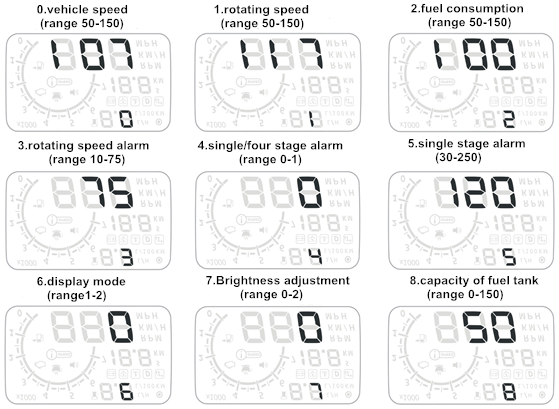 0.vehicle speed
(range 50-150)
107
0
1.rotating speed
(range 50-150)
117
1
2.fuel consumption
(range 50-150)
100
2
3.rotating speed alarm
(range 10-75)
75
3
4.single/four stage alarm
(range 0-1)
0
4
5.single stage alarm
(30-250)
120
5
6.display mode
(range1-2)
0
6
7.Brightness adjustment
(range 0-2)
0
7
8.capacity of fuel tank
(range 0-150)
50
8